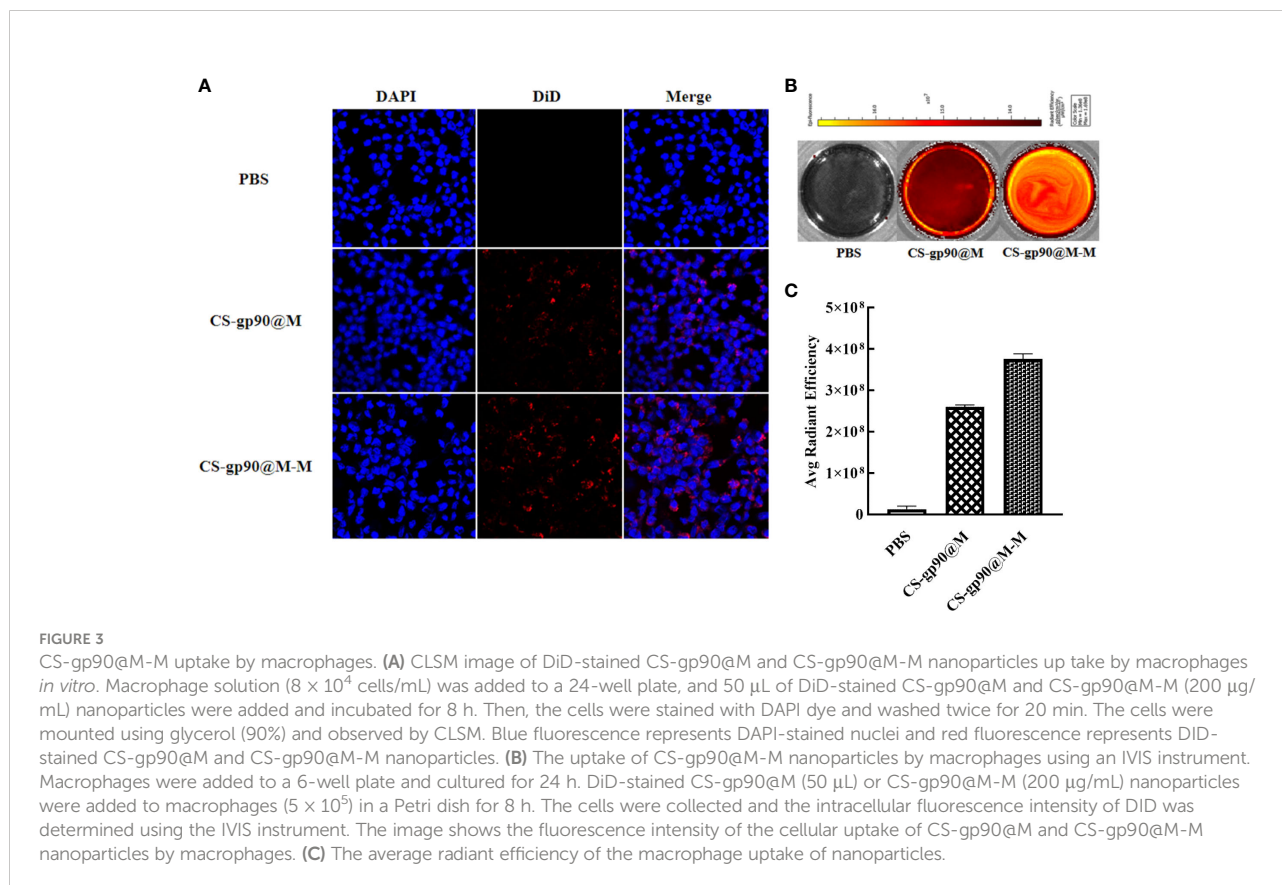 A
DAPI
DiD
Merge
PBS
CS-gp90@M
CS-gp90@M-M
B
Epi-fluorescence
x10⁷
Radiant Efficiency
Color Scale
PBS
CS-gp90@M
CS-gp90@M-M
C
Avg Radiant Efficiency
5×10⁸
4×10⁸
3×10⁸
2×10⁸
1×10⁸
0
PBS
CS-gp90@M
CS-gp90@M-M
FIGURE 3
CS-gp90@M-M uptake by macrophages. (A) CLSM image of DiD-stained CS-gp90@M and CS-gp90@M-M nanoparticles up take by macrophages
in vitro. Macrophage solution (8 × 10⁴ cells/mL) was added to a 24-well plate, and 50 μL of DiD-stained CS-gp90@M and CS-gp90@M-M (200 μg/
mL) nanoparticles were added and incubated for 8 h. Then, the cells were stained with DAPI dye and washed twice for 20 min. The cells were
mounted using glycerol (90%) and observed by CLSM. Blue fluorescence represents DAPI-stained nuclei and red fluorescence represents DID-
stained CS-gp90@M and CS-gp90@M-M nanoparticles. (B) The uptake of CS-gp90@M-M nanoparticles by macrophages using an IVIS instrument.
Macrophages were added to a 6-well plate and cultured for 24 h. DiD-stained CS-gp90@M (50 μL) or CS-gp90@M-M (200 μg/mL) nanoparticles
were added to macrophages (5 × 10⁵) in a Petri dish for 8 h. The cells were collected and the intracellular fluorescence intensity of DID was
determined using the IVIS instrument. The image shows the fluorescence intensity of the cellular uptake of CS-gp90@M and CS-gp90@M-M
nanoparticles by macrophages. (C) The average radiant efficiency of the macrophage uptake of nanoparticles.